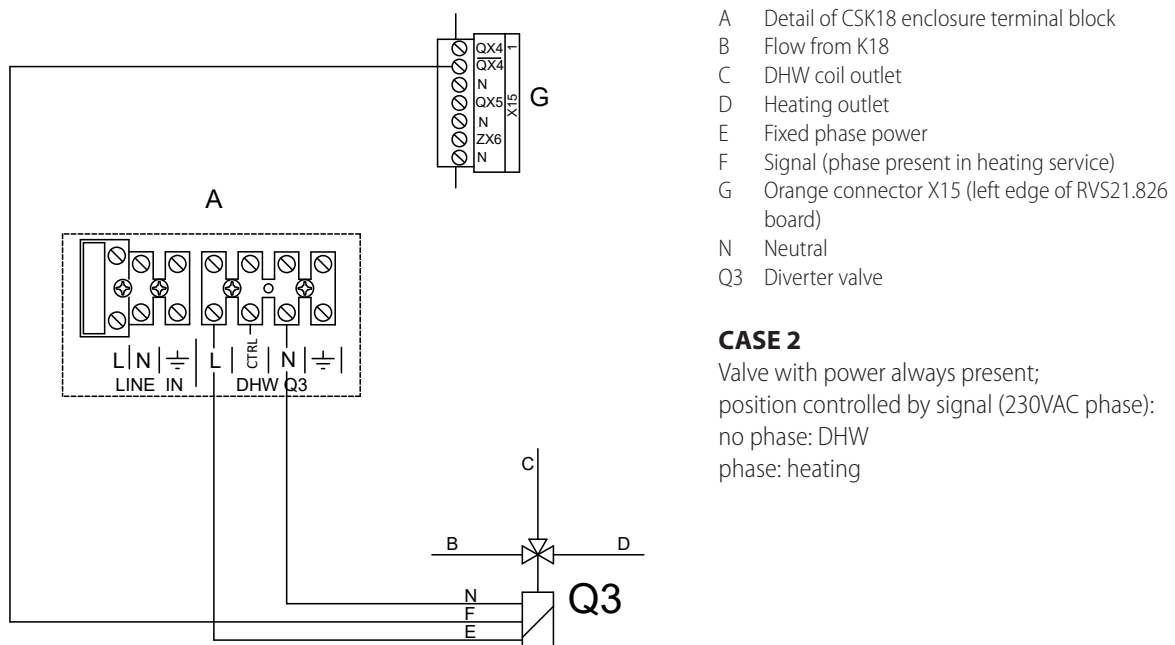 QX4
1
QX4
N
QX5
X15
N
ZX6
N
G
A
L N L CTRL N
LINE IN DHW Q3
C
B D
Q3
N
F
E
A Detail of CSK18 enclosure terminal block
B Flow from K18
C DHW coil outlet
D Heating outlet
E Fixed phase power
F Signal (phase present in heating service)
G Orange connector X15 (left edge of RVS21.826
board)
N Neutral
Q3 Diverter valve
CASE 2
Valve with power always present;
position controlled by signal (230VAC phase):
no phase: DHW
phase: heating